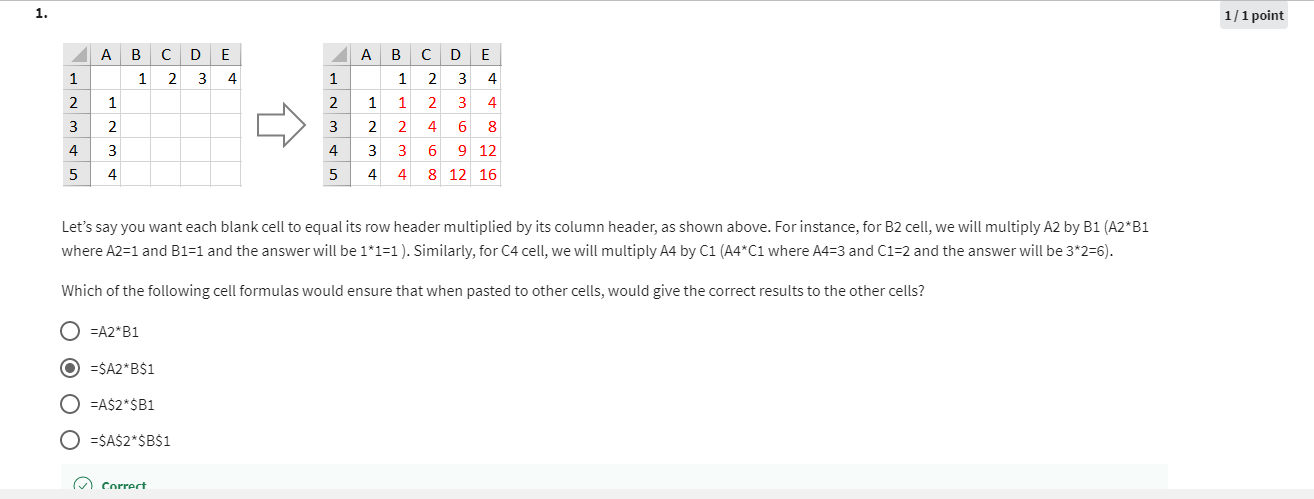 1.
1 / 1 point
A B C D E
1 1 2 3 4
2 1
3 2
4 3
5 4
A B C D E
1 1 2 3 4
2 1 1 2 3 4
3 2 2 4 6 8
4 3 3 6 9 12
5 4 4 8 12 16
Let’s say you want each blank cell to equal its row header multiplied by its column header, as shown above. For instance, for B2 cell, we will multiply A2 by B1 (A2*B1
where A2=1 and B1=1 and the answer will be 1*1=1 ). Similarly, for C4 cell, we will multiply A4 by C1 (A4*C1 where A4=3 and C1=2 and the answer will be 3*2=6).
Which of the following cell formulas would ensure that when pasted to other cells, would give the correct results to the other cells?
=A2*B1
=$A2*B$1
=A$2*$B1
=$A$2*$B$1
Correct